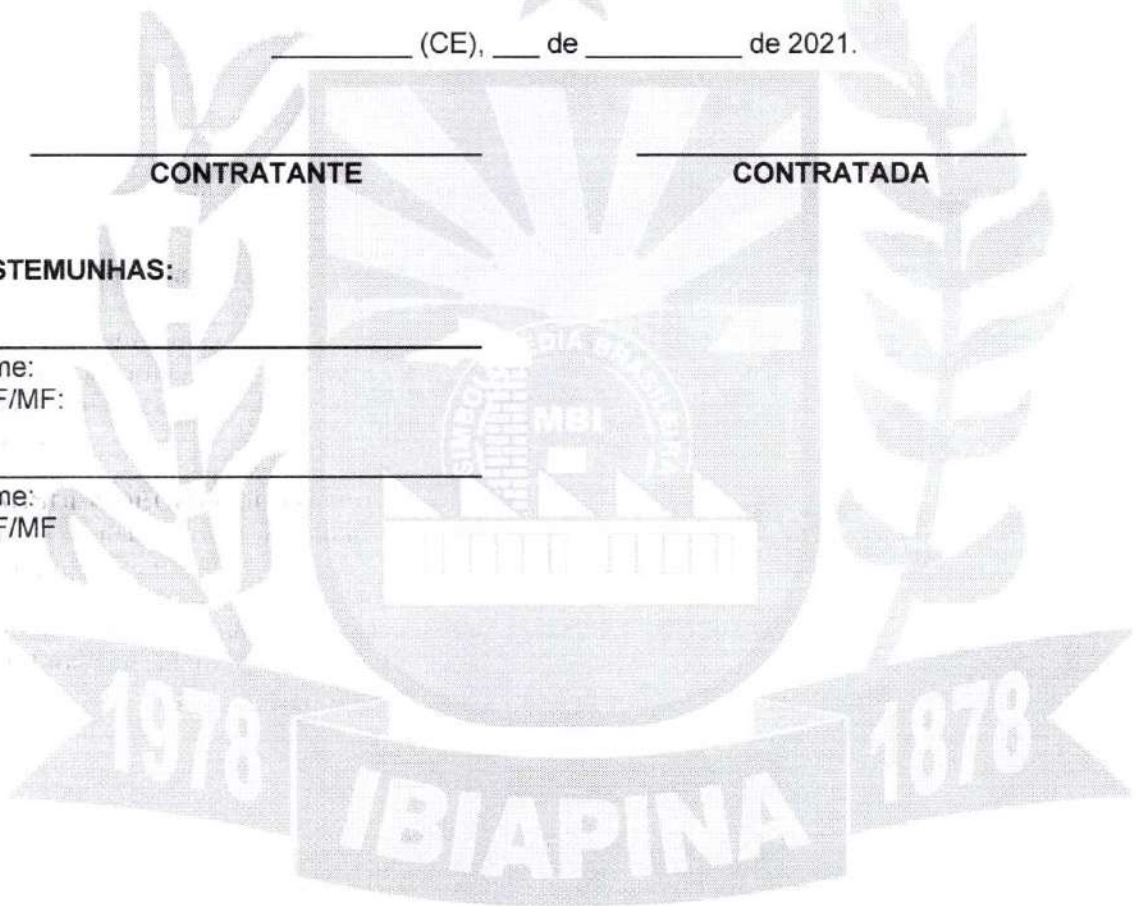 __________ (CE), ___ de ___________ de 2021.
CONTRATANTE CONTRATADA
STEMUNHAS:
me:
F/MF:
me:
F/MF
EDIA BRASILEIRA
MBI
1978 1878
IBIAPINA